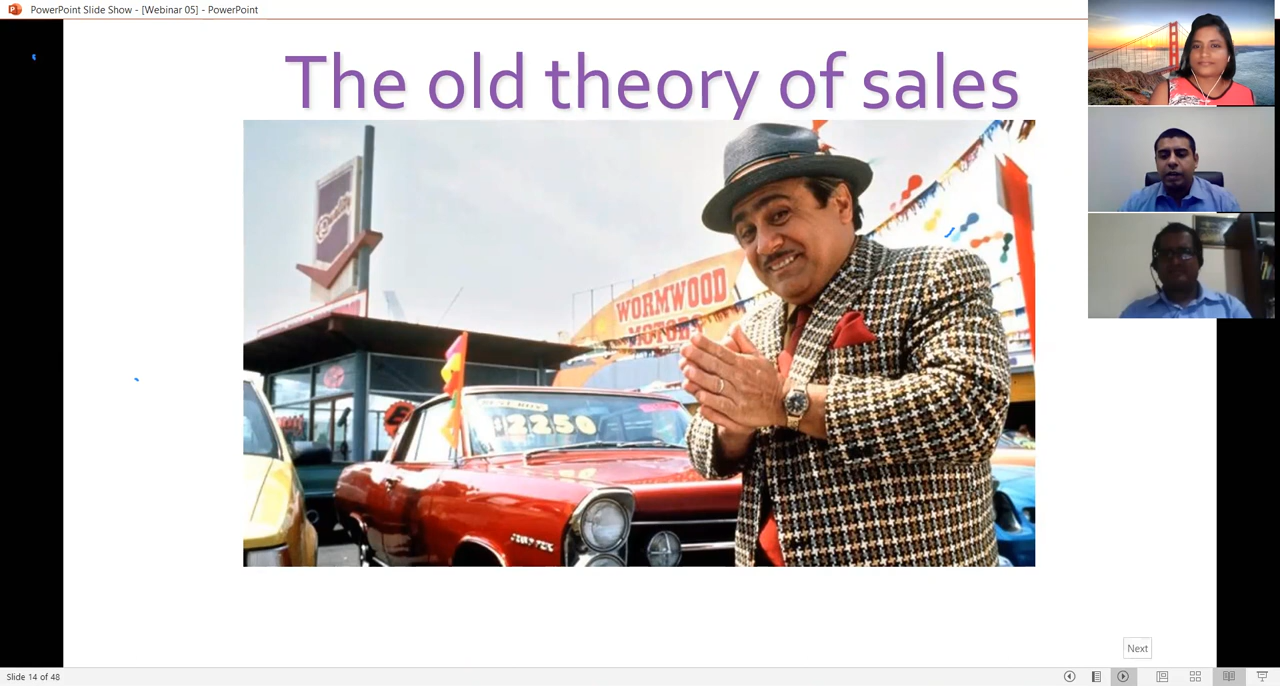 PowerPoint Slide Show - [Webinar 05] - PowerPoint
The old theory of sales
WORMWOOD
MOTORS
$2250
Next
Slide 14 of 48